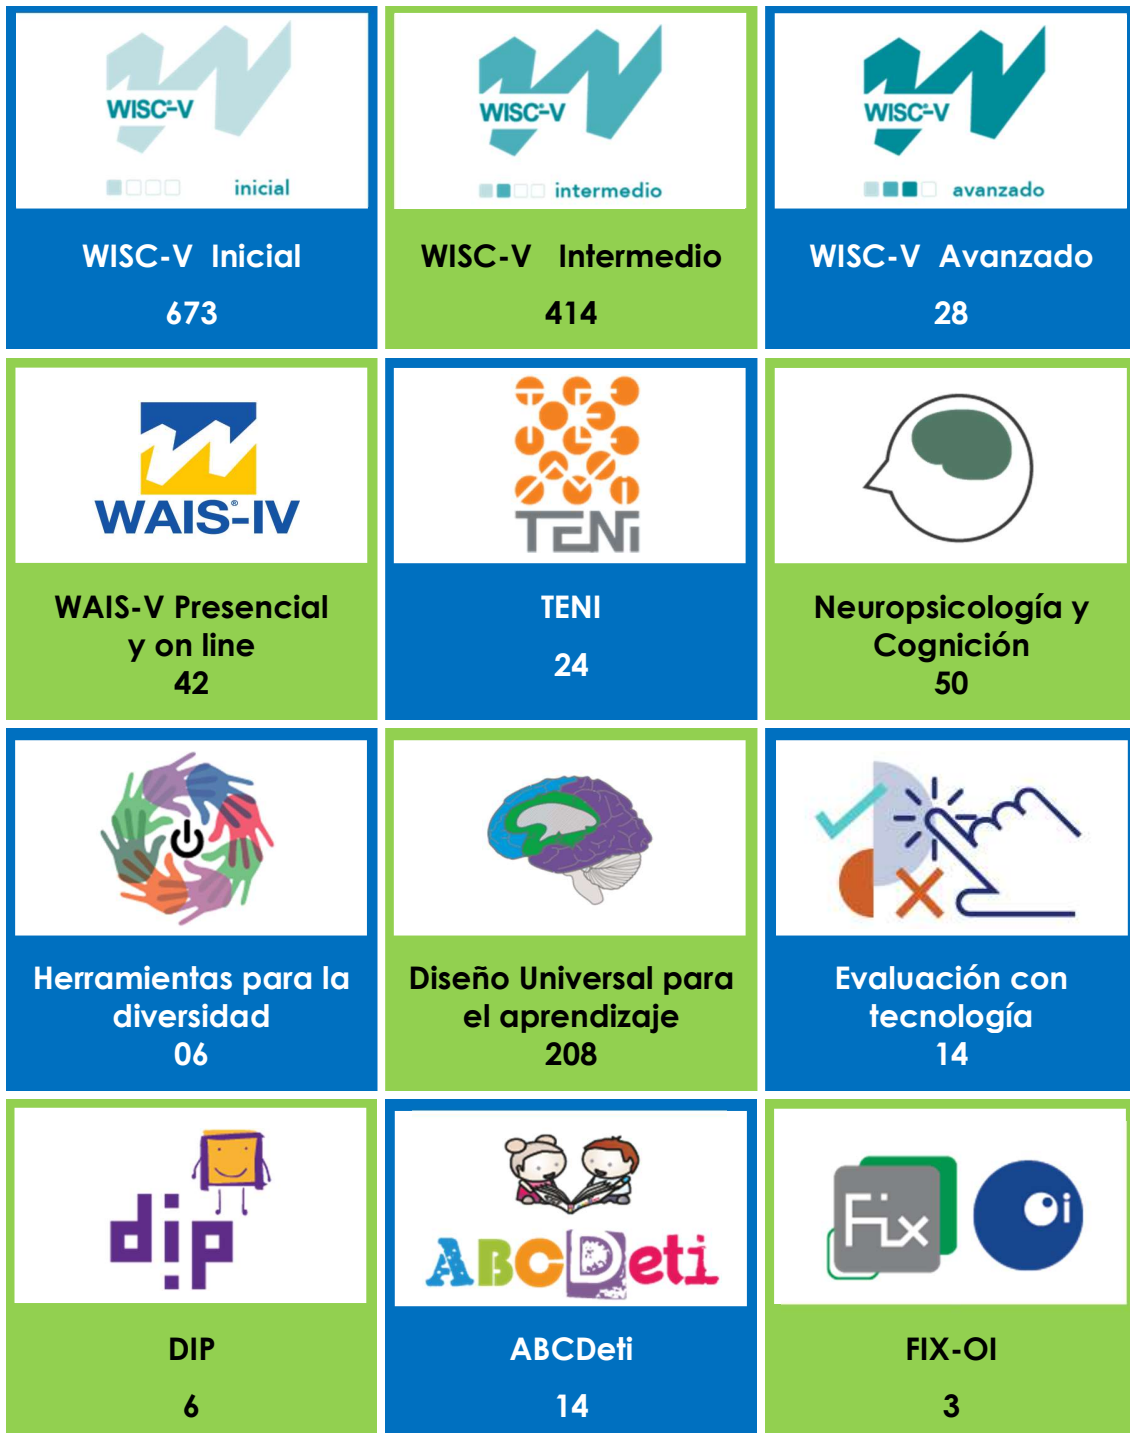 WISC-V
inicial
WISC-V Inicial
673
WISC-V
intermedio
WISC-V Intermedio
414
WISC-V
avanzado
WISC-V Avanzado
28
WAIS®-IV
WAIS-V Presencial
y on line
42
TENi
TENI
24
Neuropsicología y
Cognición
50
Herramientas para la
diversidad
06
Diseño Universal para
el aprendizaje
208
Evaluación con
tecnología
14
dip
DIP
6
ABCDeti
ABCDeti
14
Fix
Oi
FIX-OI
3